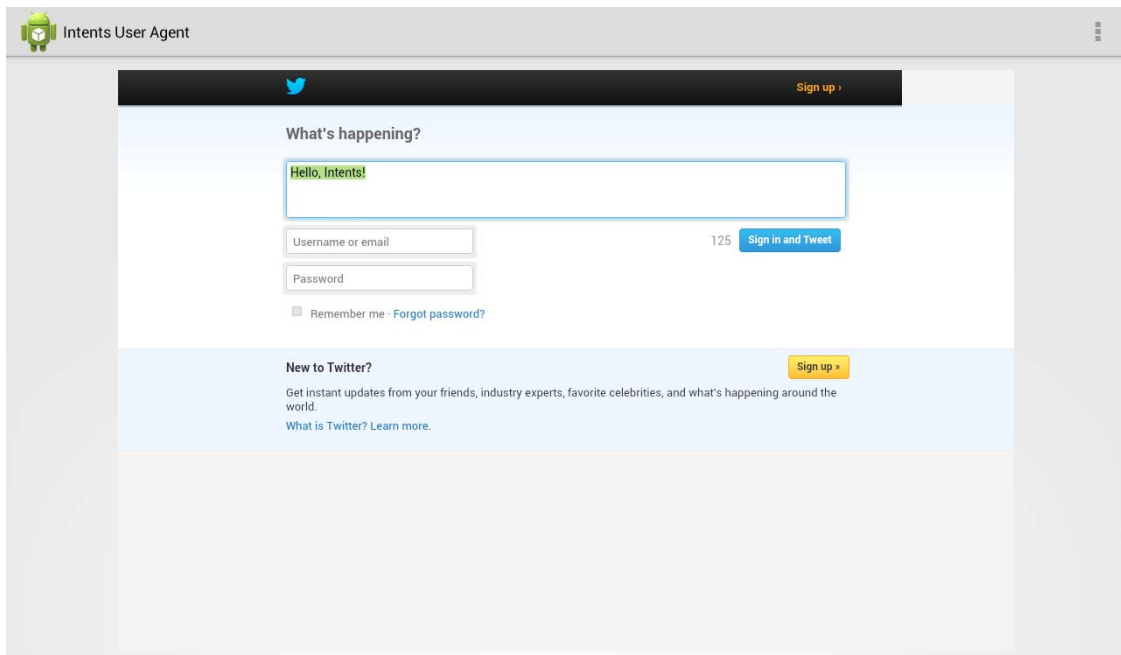 Intents User Agent
Sign up ›
What's happening?
Hello, Intents!
Username or email
125 Sign in and Tweet
Password
Remember me · Forgot password?
New to Twitter?
Sign up »
Get instant updates from your friends, industry experts, favorite celebrities, and what's happening around the
world.
What is Twitter? Learn more.